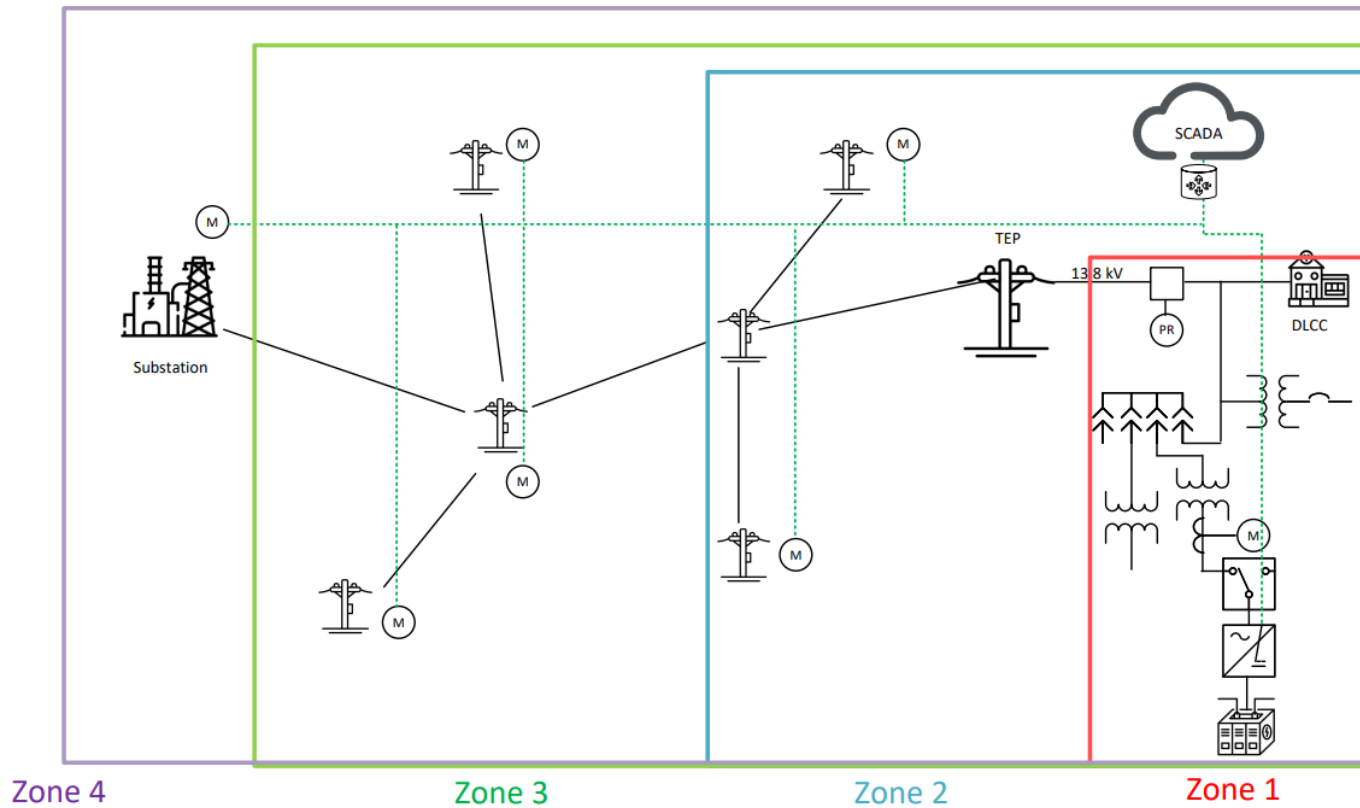 SCADA
M
M
M
TEP
13.8 kV
PR
DLCC
Substation
M
M
M
M
Zone 4
Zone 3
Zone 2
Zone 1